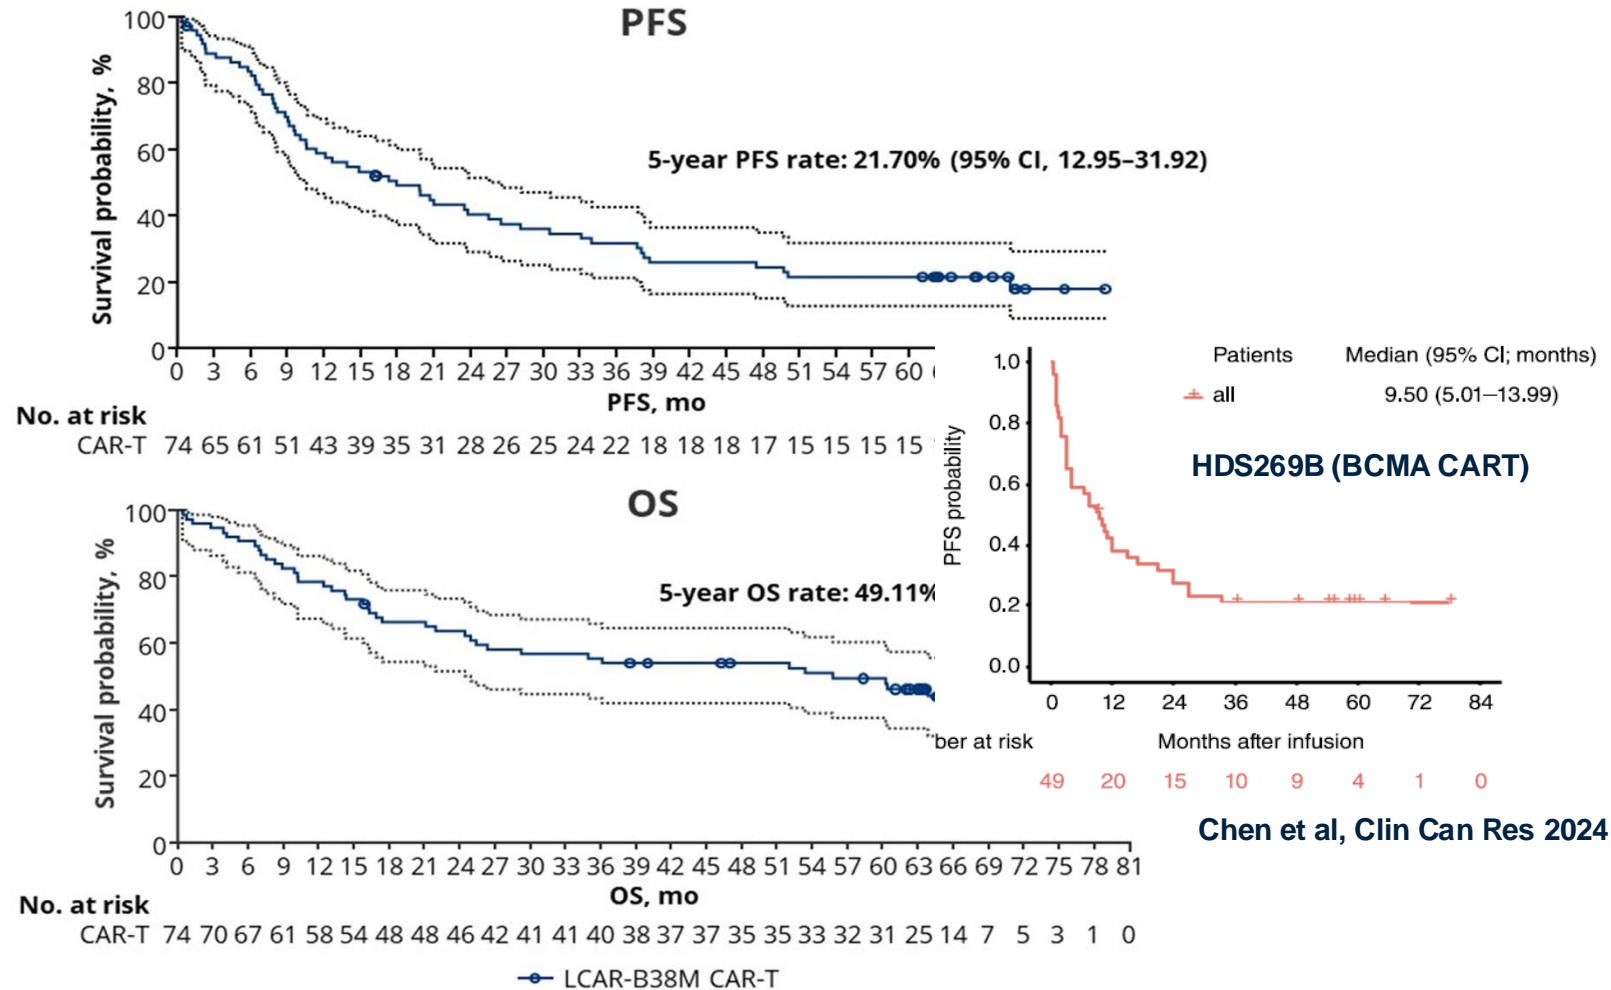 PFS
Survival probability, %
100
80
60
40
20
0
5-year PFS rate: 21.70% (95% CI, 12.95–31.92)
0 3 6 9 12 15 18 21 24 27 30 33 36 39 42 45 48 51 54 57 60
PFS, mo
No. at risk
CAR-T 74 65 61 51 43 39 35 31 28 26 25 24 22 18 18 18 17 15 15 15 15
OS
Survival probability, %
100
80
60
40
20
0
5-year OS rate: 49.11%
0 3 6 9 12 15 18 21 24 27 30 33 36 39 42 45 48 51 54 57 60 63 66 69 72 75 78 81
OS, mo
No. at risk
CAR-T 74 70 67 61 58 54 48 48 46 42 41 41 40 38 37 37 35 35 33 32 31 25 14 7 5 3 1 0
LCAR-B38M CAR-T
Patients Median (95% CI; months)
all 9.50 (5.01–13.99)
HDS269B (BCMA CART)
PFS probability
1.0
0.8
0.6
0.4
0.2
0.0
0 12 24 36 48 60 72 84
ber at risk Months after infusion
49 20 15 10 9 4 1 0
Chen et al, Clin Can Res 2024